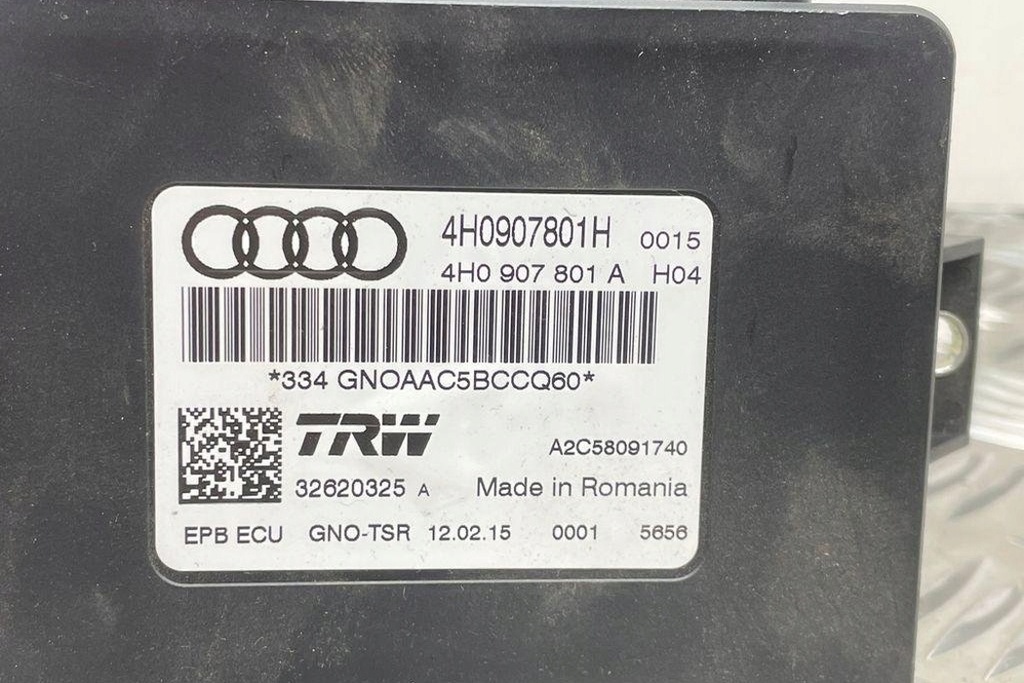 4H0907801H 0015
4H0 907 801 A H04
*334 GNOAAC5BCCQ60*
TRW
A2C58091740
32620325 A Made in Romania
EPB ECU GNO-TSR 12.02.15 0001 5656